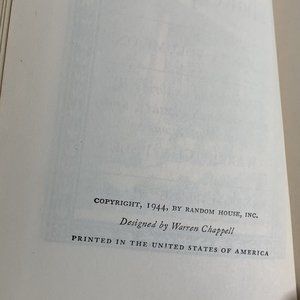 COPYRIGHT, 1944, BY RANDOM HOUSE, INC.
Designed by Warren Chappell
PRINTED IN THE UNITED STATES OF AMERICA